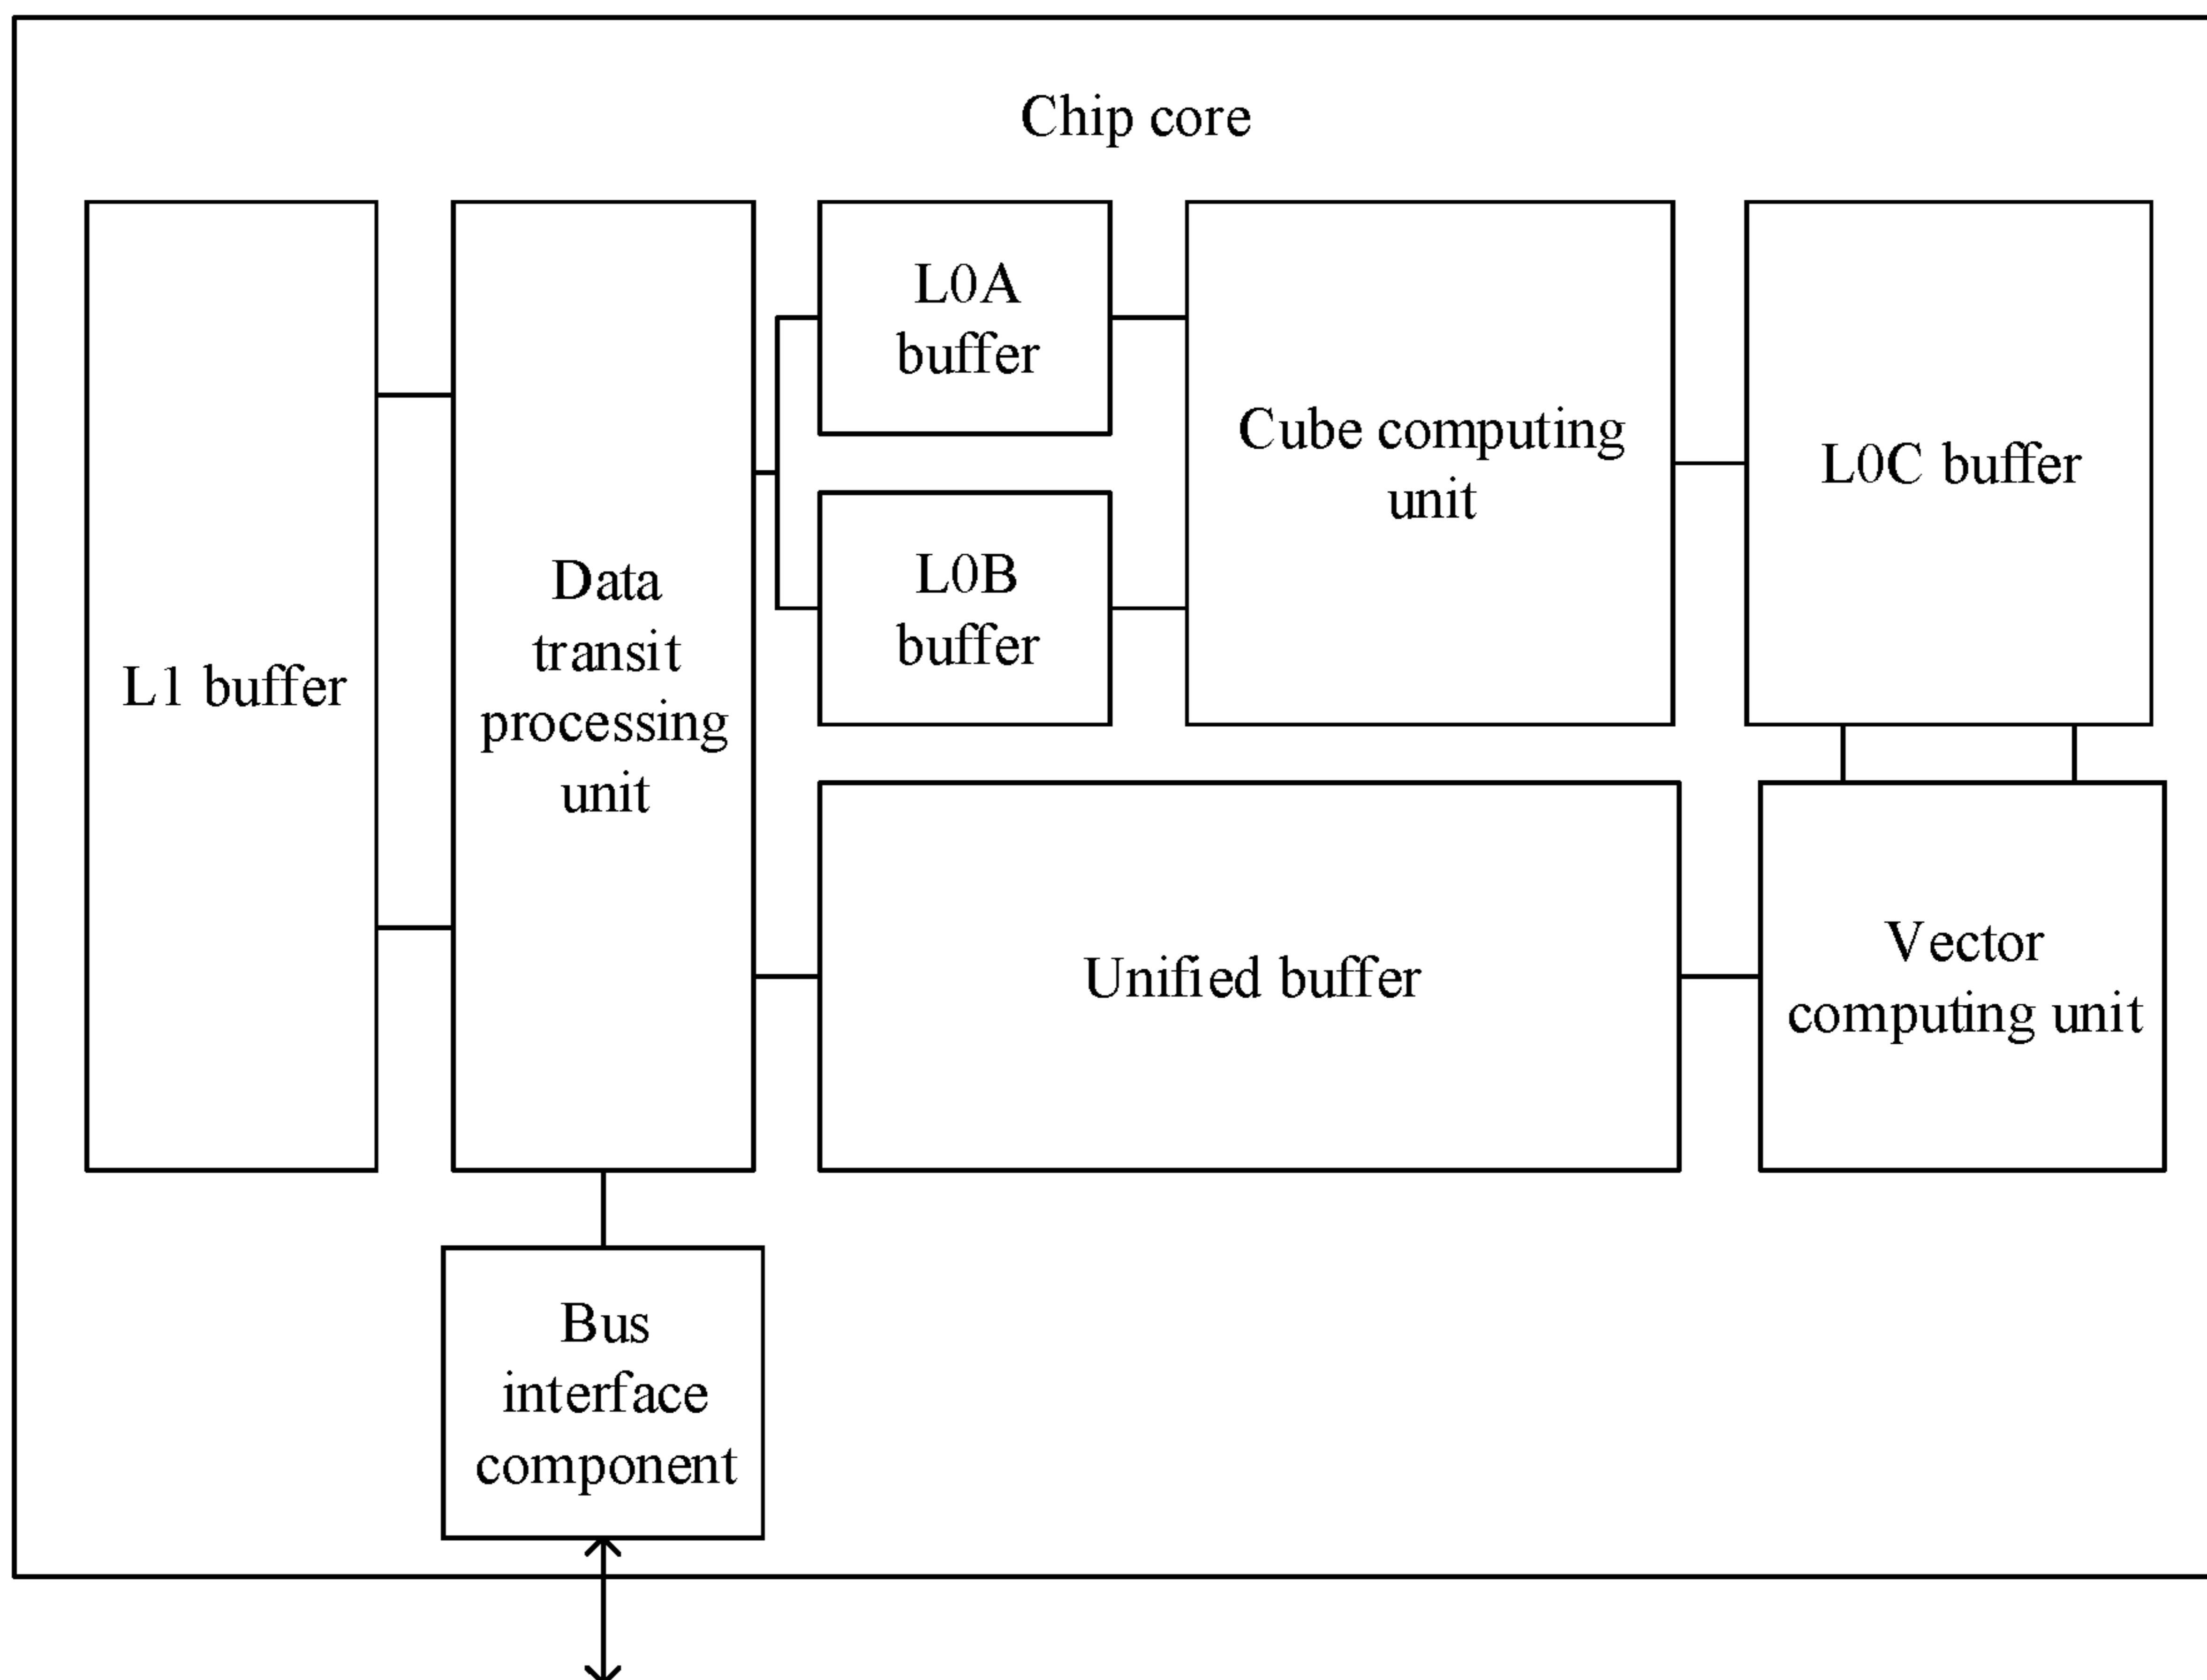 Chip core
L1 buffer
Data
transit
processing
unit
L0A
buffer
L0B
buffer
Cube computing
unit
L0C buffer
Unified buffer
Vector
computing unit
Bus
interface
component